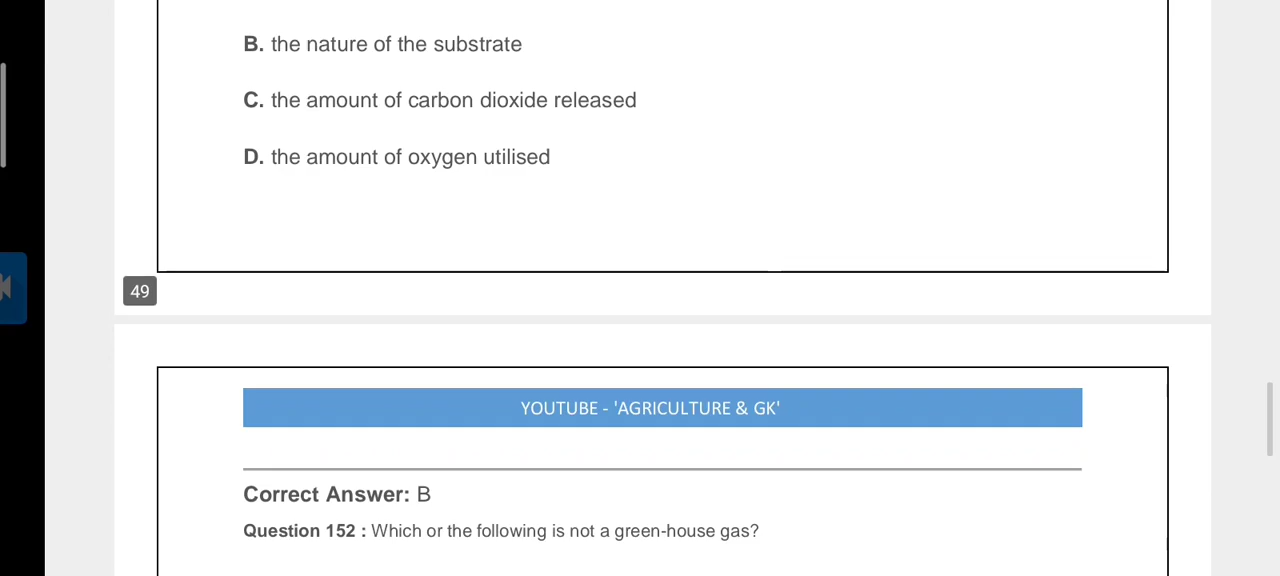 B. the nature of the substrate
C. the amount of carbon dioxide released
D. the amount of oxygen utilised
49
YOUTUBE - 'AGRICULTURE & GK'
Correct Answer: B
Question 152 : Which or the following is not a green-house gas?